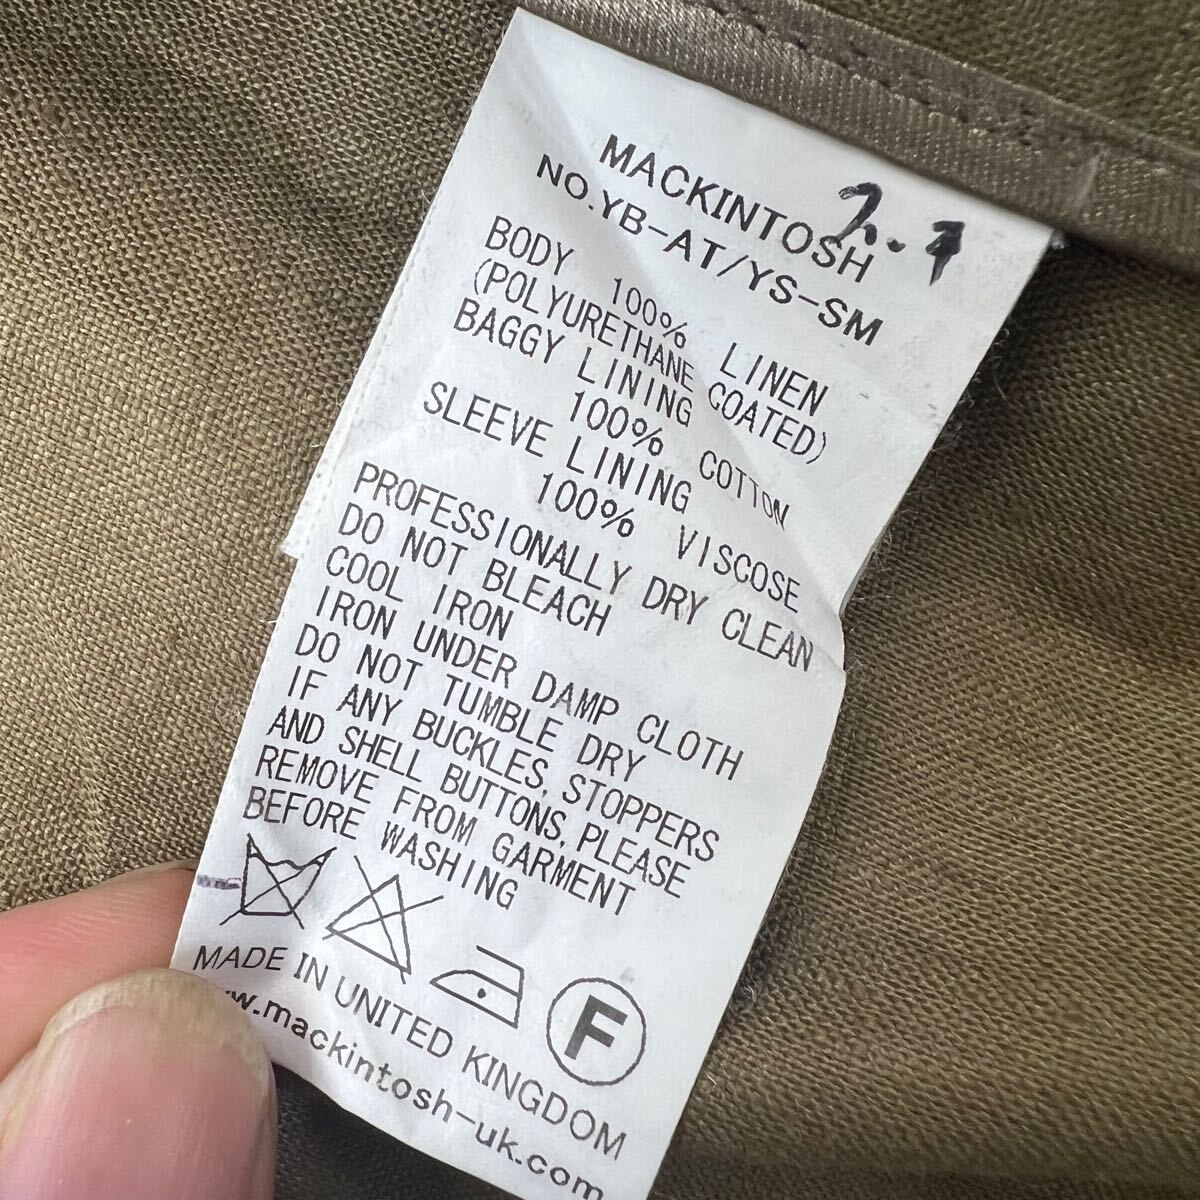 MACKINTOSH
NO.YB-AT/YS-SM
BODY 100% LINEN
(POLYURETHANE COATED)
BAGGY LINING
100% COTTON
SLEEVE LINING
100% VISCOSE
PROFESSIONALLY DRY CLEAN
DO NOT BLEACH
COOL IRON
IRON UNDER DAMP CLOTH
DO NOT TUMBLE DRY
IF ANY BUCKLES, STOPPERS
AND SHELL BUTTONS, PLEASE
REMOVE FROM GARMENT
BEFORE WASHING
F
MADE IN UNITED KINGDOM
w.mackintosh-uk.com